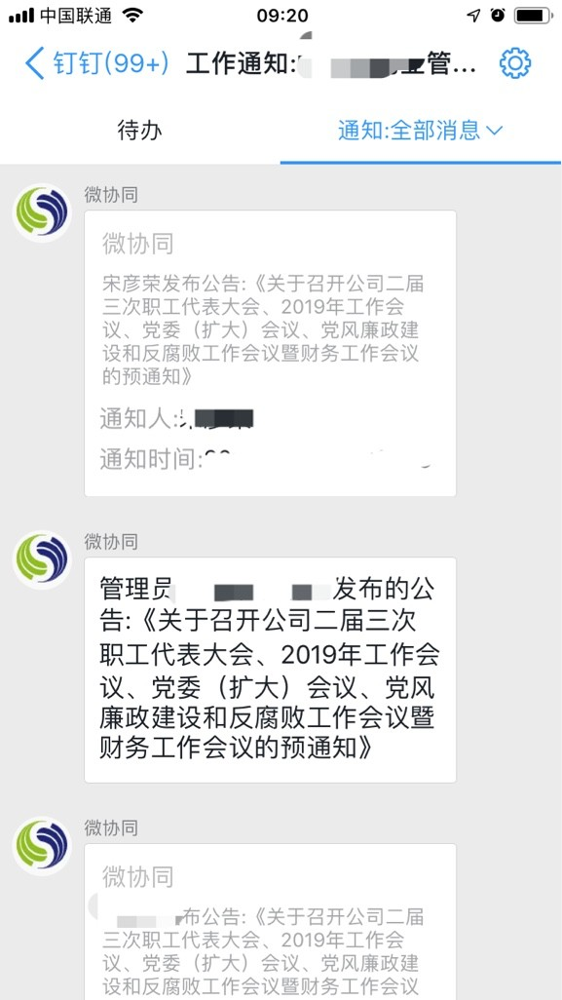 中国联通
09:20
钉钉(99+)
工作通知:
管...
待办
通知:全部消息
微协同
微协同
宋彦荣发布公告:《关于召开公司二届
三次职工代表大会、2019年工作会
议、党委（扩大）会议、党风廉政建
设和反腐败工作会议暨财务工作会议
的预通知》
通知人:
通知时间:
微协同
管理员 发布的公
告:《关于召开公司二届三次
职工代表大会、2019年工作会
议、党委（扩大）会议、党风
廉政建设和反腐败工作会议暨
财务工作会议的预通知》
微协同
微协同
布公告:《关于召开公司二届
三次职工代表大会、2019年工作会
议、党委（扩大）会议、党风廉政建
设和反腐败工作会议暨财务工作会议